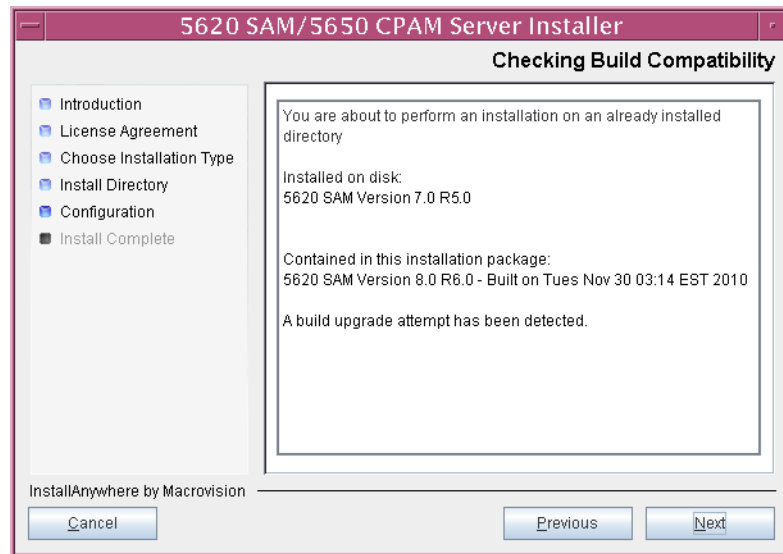 5620 SAM/5650 CPAM Server Installer
Checking Build Compatibility
Introduction
License Agreement
Choose Installation Type
Install Directory
Configuration
Install Complete
You are about to perform an installation on an already installed
directory
Installed on disk:
5620 SAM Version 7.0 R5.0
Contained in this installation package:
5620 SAM Version 8.0 R6.0 - Built on Tues Nov 30 03:14 EST 2010
A build upgrade attempt has been detected.
InstallAnywhere by Macrovision
Cancel
Previous
Next